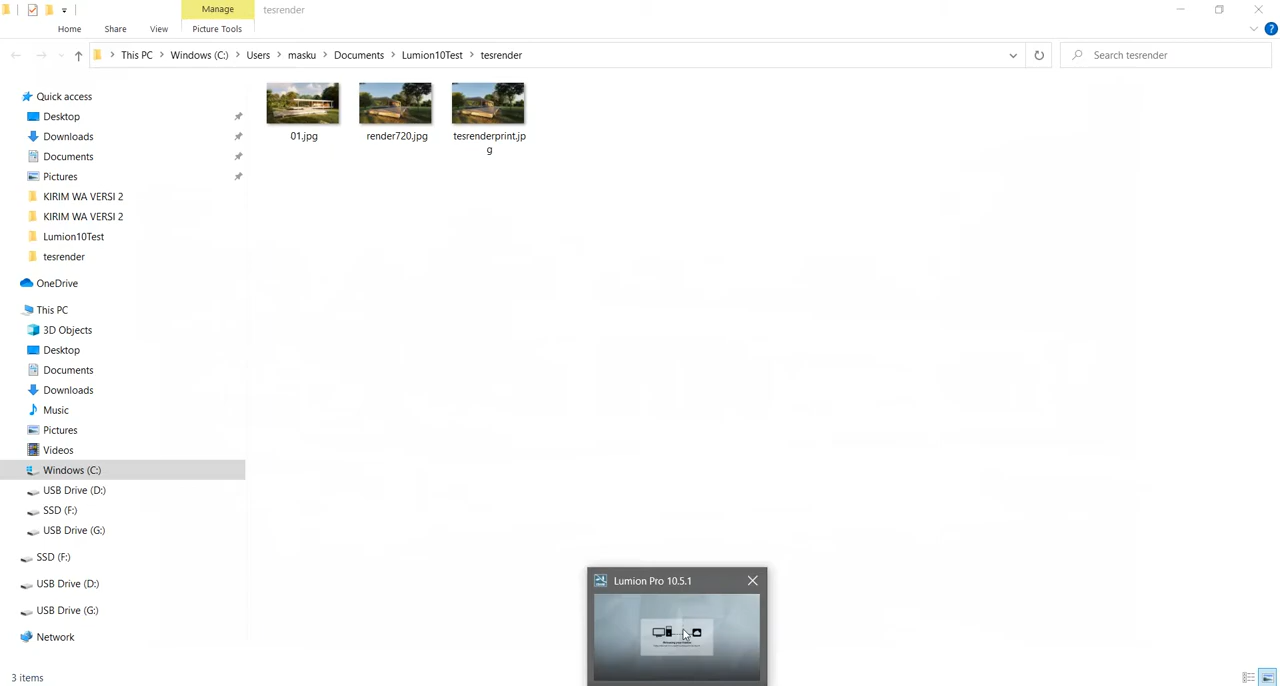 Manage
tesrender
Home
Share
View
Picture Tools
This PC
Windows (C:)
Users
masku
Documents
Lumion10Test
tesrender
Search tesrender
Quick access
Desktop
Downloads
Documents
Pictures
KIRIM WA VERSI 2
KIRIM WA VERSI 2
Lumion10Test
tesrender
OneDrive
This PC
3D Objects
Desktop
Documents
Downloads
Music
Pictures
Videos
Windows (C:)
USB Drive (D:)
SSD (F:)
USB Drive (G:)
SSD (F:)
USB Drive (D:)
USB Drive (G:)
Network
01.jpg
render720.jpg
tesrenderprint.jp
g
Lumion Pro 10.5.1
3 items